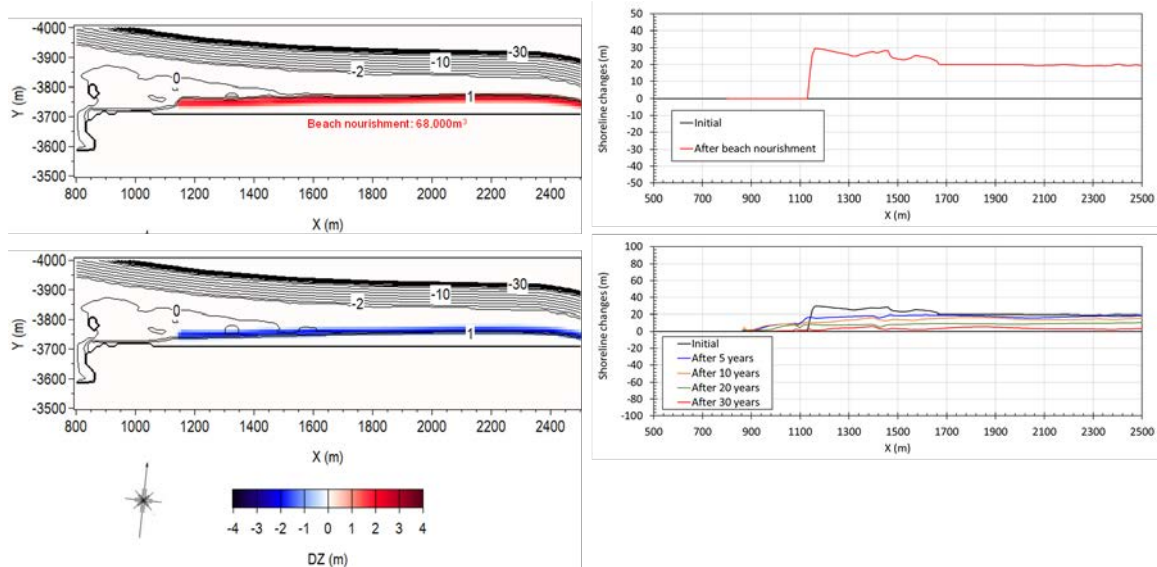 -4000
-3900
-3800
-3700
-3600
-3500
Y (m)
-30
-10
-2
0
1
Beach nourishment: 68,000m³
800 1000 1200 1400 1600 1800 2000 2200 2400
X (m)
50
40
30
20
10
0
-10
-20
-30
-40
-50
Shoreline changes (m)
Initial
After beach nourishment
500 700 900 1100 1300 1500 1700 1900 2100 2300 2500
X (m)
-4000
-3900
-3800
-3700
-3600
-3500
Y (m)
-30
-10
-2
0
1
800 1000 1200 1400 1600 1800 2000 2200 2400
X (m)
-4 -3 -2 -1 0 1 2 3 4
DZ (m)
100
80
60
40
20
0
-20
-40
-60
-80
-100
Shoreline changes (m)
Initial
After 5 years
After 10 years
After 20 years
After 30 years
500 700 900 1100 1300 1500 1700 1900 2100 2300 2500
X (m)